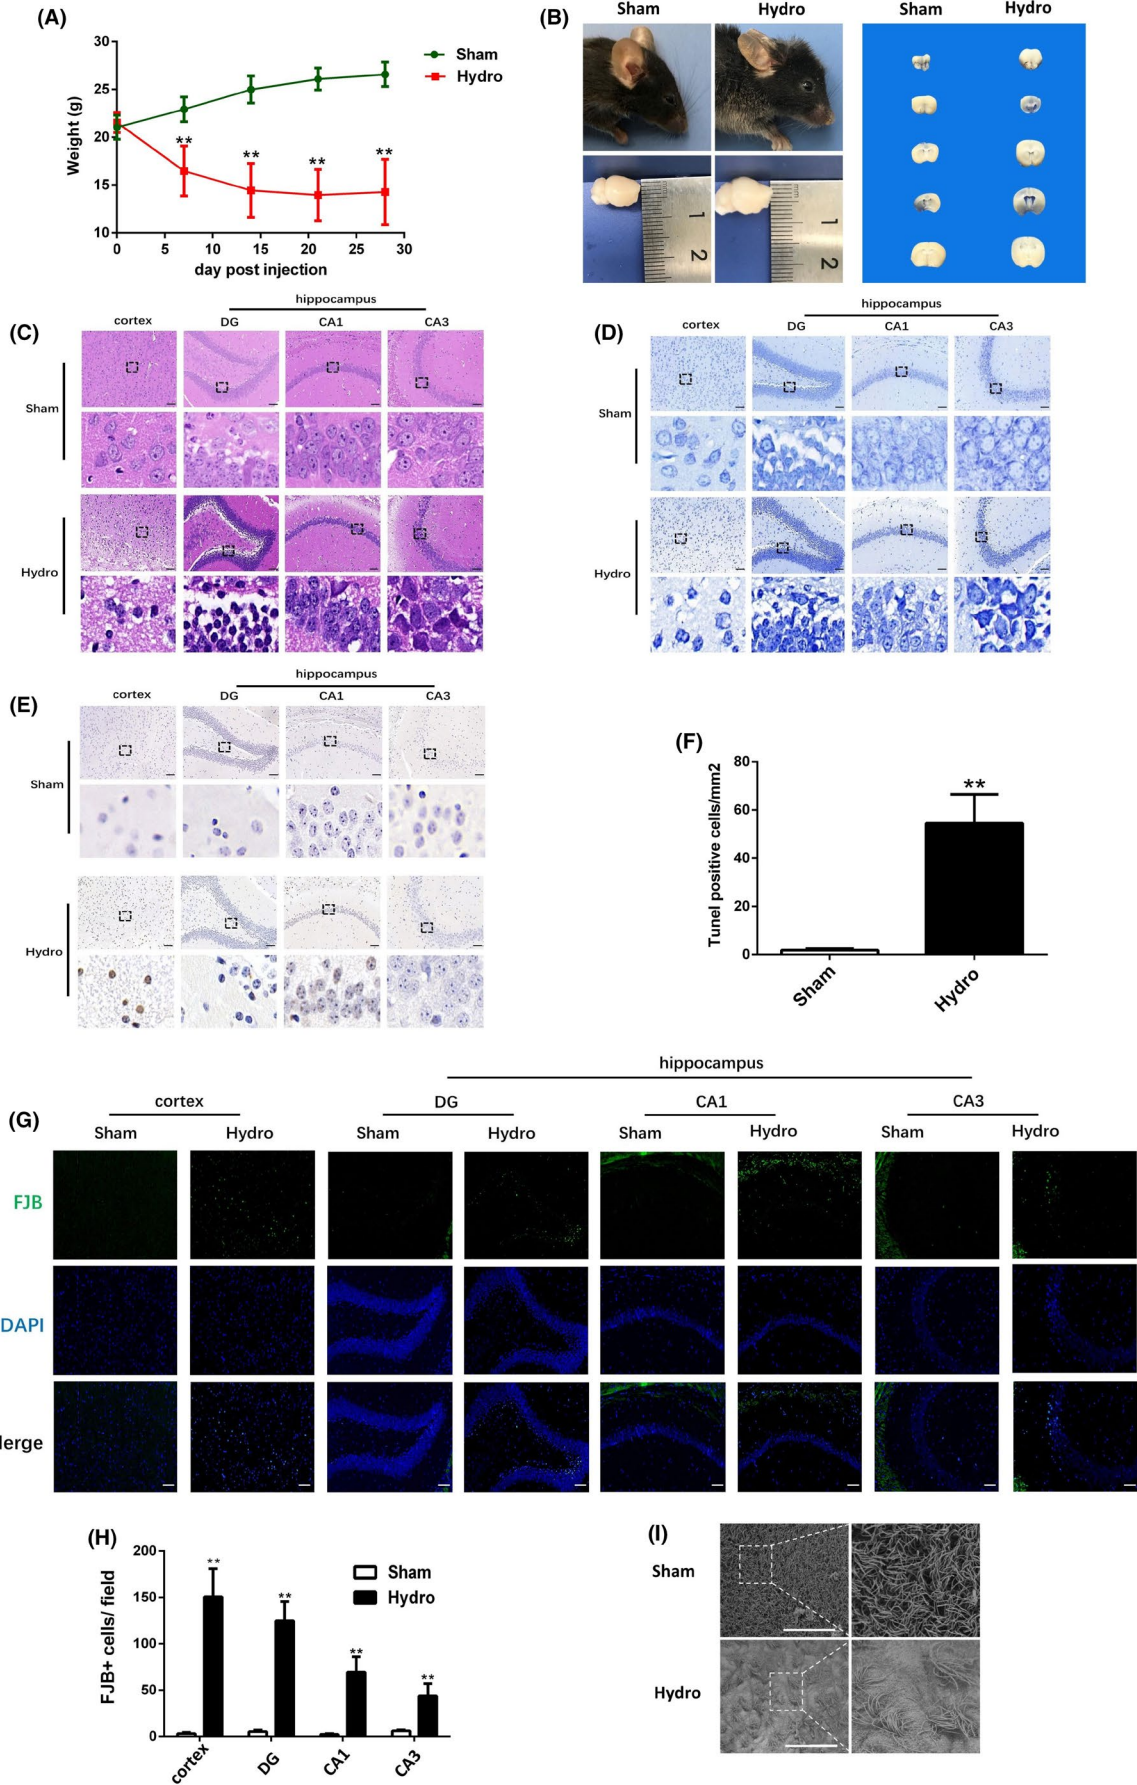 (A)
30
25
20
15
10
Weight (g)
0 5 10 15 20 25 30
day post injection
Sham
Hydro
** ** ** **
(B)
Sham Hydro Sham Hydro
mm 1 2
mm 1 2
(C)
hippocampus
cortex DG CA1 CA3
Sham
Hydro
(D)
hippocampus
cortex DG CA1 CA3
Sham
Hydro
(E)
hippocampus
cortex DG CA1 CA3
Sham
Hydro
(F)
80
60
40
20
0
Tunel positive cells/mm2
**
Sham Hydro
(G)
hippocampus
cortex DG CA1 CA3
Sham Hydro Sham Hydro Sham Hydro Sham Hydro
FJB
DAPI
lerge
(H)
200
150
100
50
0
FJB+ cells/ field
** ** ** **
Sham
Hydro
cortex DG CA1 CA3
(I)
Sham
Hydro